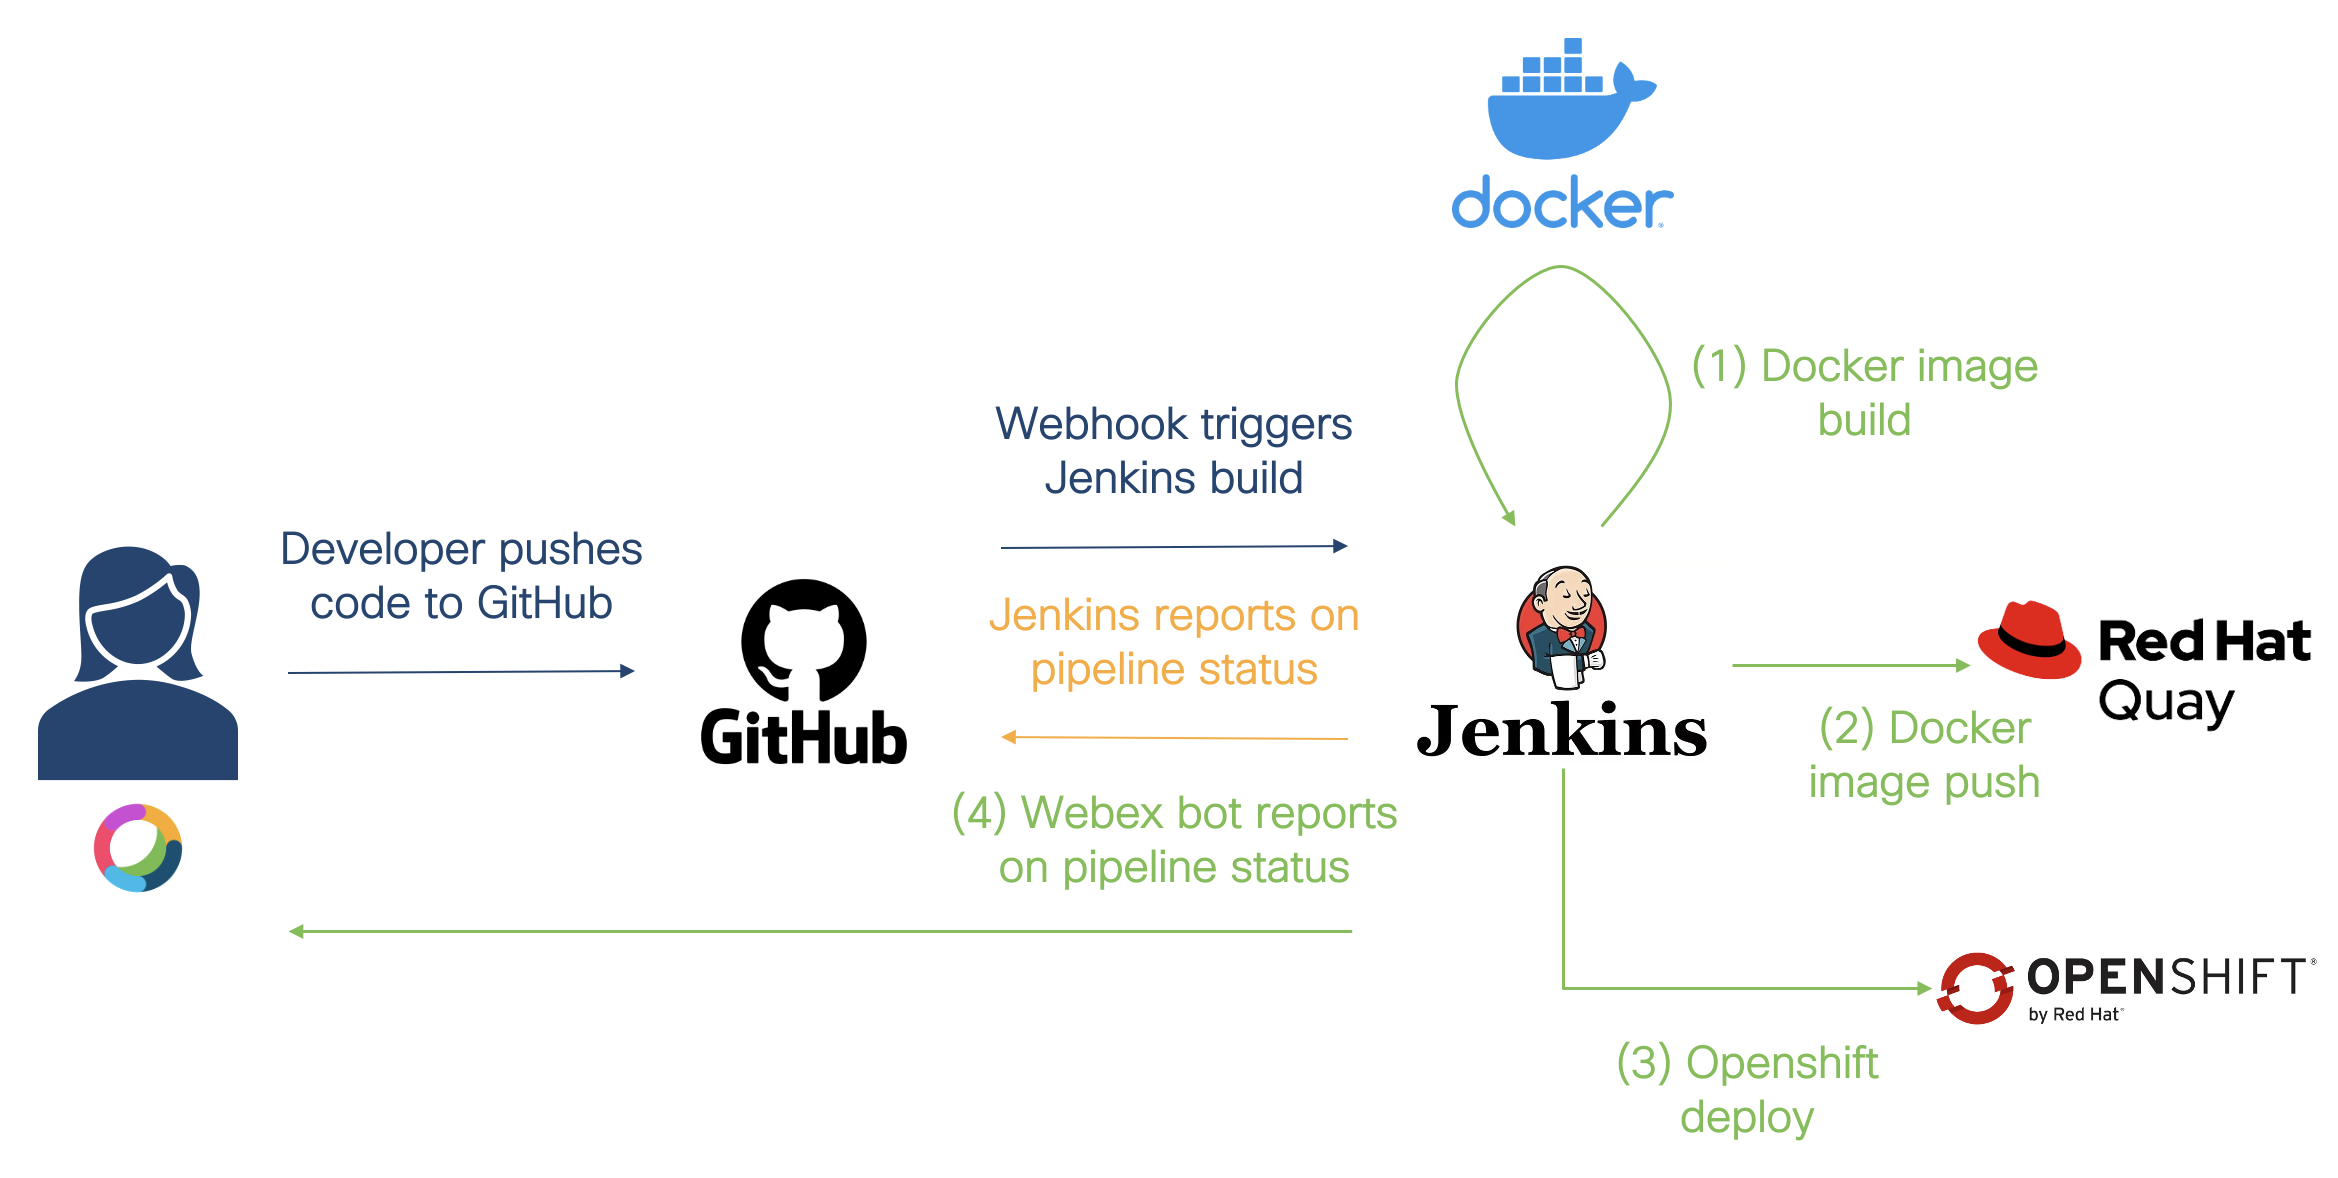 docker
(1) Docker image
build
Webhook triggers
Jenkins build
Developer pushes
code to GitHub
Jenkins reports on
pipeline status
GitHub
Jenkins
Red Hat
Quay
(2) Docker
image push
(4) Webex bot reports
on pipeline status
OPENSHIFT®
by Red Hat®
(3) Openshift
deploy